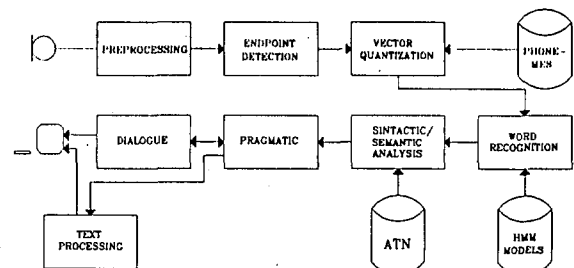 PREPROCESSING
ENDPOINT
DETECTION
VECTOR
QUANTIZATION
PHONE-
MES
DIALOGUE
PRAGMATIC
SINTACTIC/
SEMANTIC
ANALYSIS
WORD
RECOGNITION
TEXT
PROCESSING
ATN
HMM
MODELS